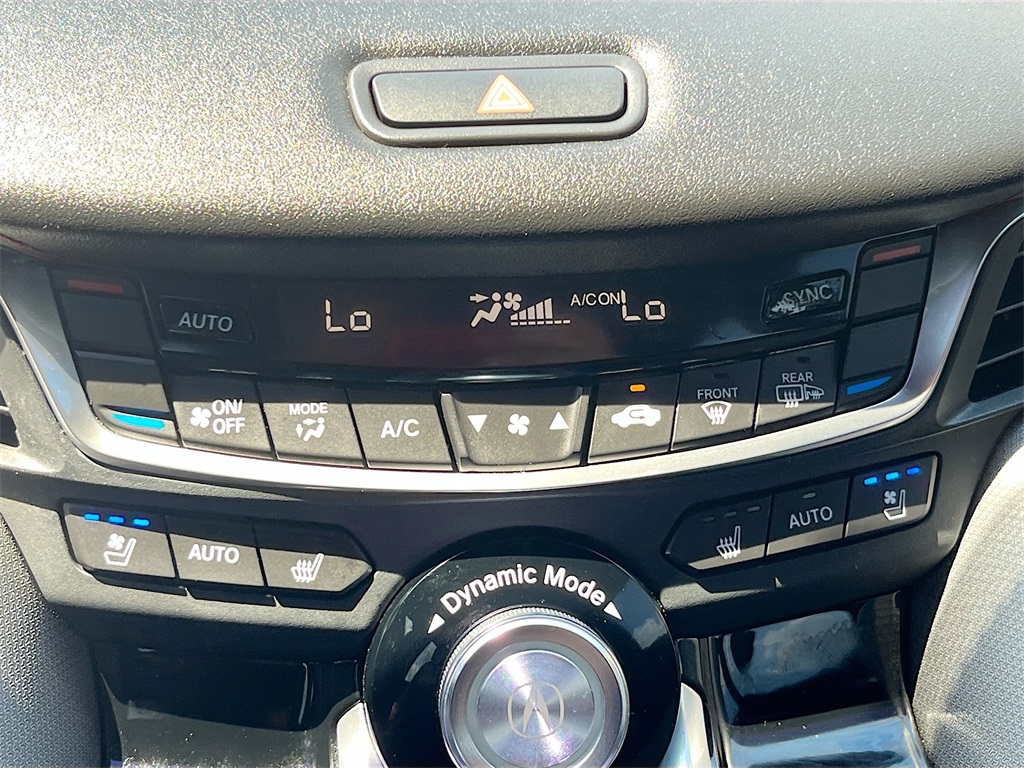 AUTO
Lo
A/C ON
Lo
SYNC
ON/
OFF
MODE
A/C
FRONT
REAR
AUTO
AUTO
Dynamic Mode